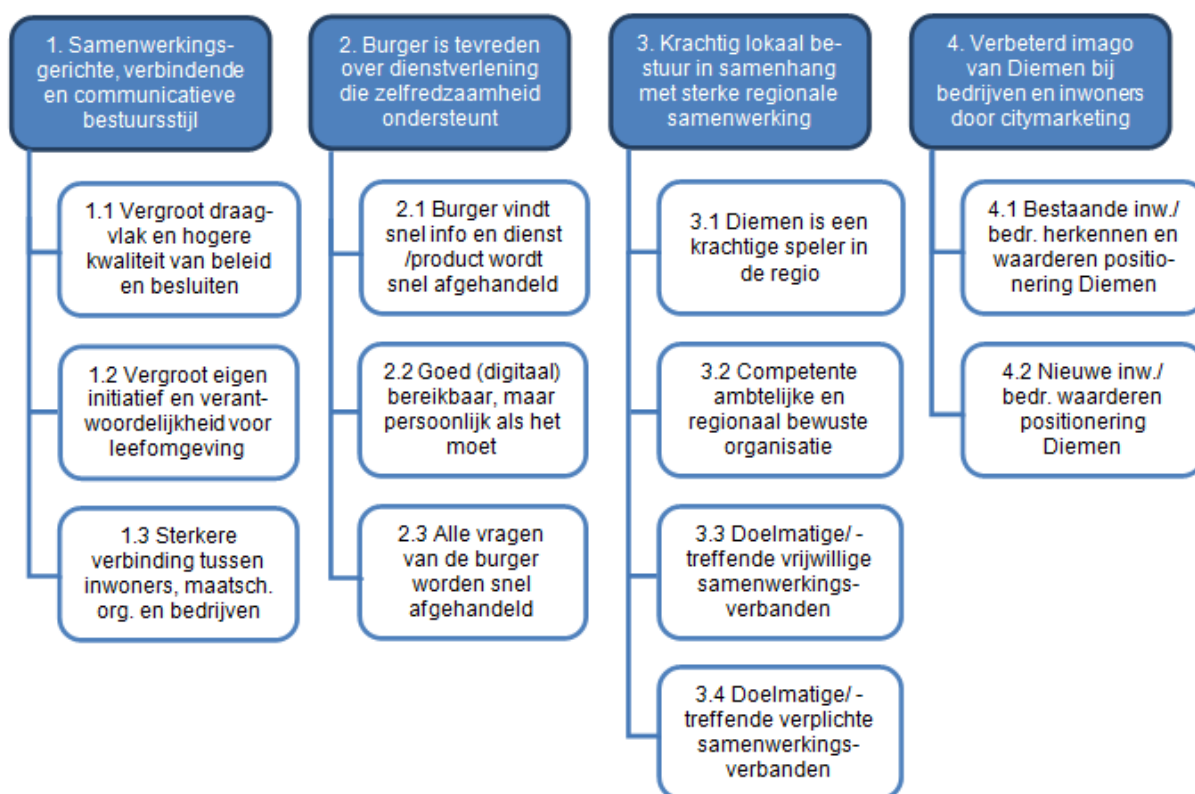 1. Samenwerkings-
gerichte, verbindende
en communicatieve
bestuursstijl
1.1 Vergroot draag-
vlak en hogere
kwaliteit van beleid
en besluiten
1.2 Vergroot eigen
initiatief en verant-
woordelijkheid voor
leefomgeving
1.3 Sterkere
verbinding tussen
inwoners, maatsch.
org. en bedrijven
2. Burger is tevreden
over dienstverlening
die zelfredzaamheid
ondersteunt
2.1 Burger vindt
snel info en dienst
/product wordt
snel afgehandeld
2.2 Goed (digitaal)
bereikbaar, maar
persoonlijk als het
moet
2.3 Alle vragen
van de burger
worden snel
afgehandeld
3. Krachtig lokaal be-
stuur in samenhang
met sterke regionale
samenwerking
3.1 Diemen is een
krachtige speler in
de regio
3.2 Competente
ambtelijke en
regionaal bewuste
organisatie
3.3 Doelmatige/ -
treffende vrijwillige
samenwerkings-
verbanden
3.4 Doelmatige/ -
treffende verplichte
samenwerkings-
verbanden
4. Verbeterd imago
van Diemen bij
bedrijven en inwoners
door citymarketing
4.1 Bestaande inw./
bedr. herkennen en
waarderen positio-
nering Diemen
4.2 Nieuwe inw./
bedr. waarderen
positionering
Diemen